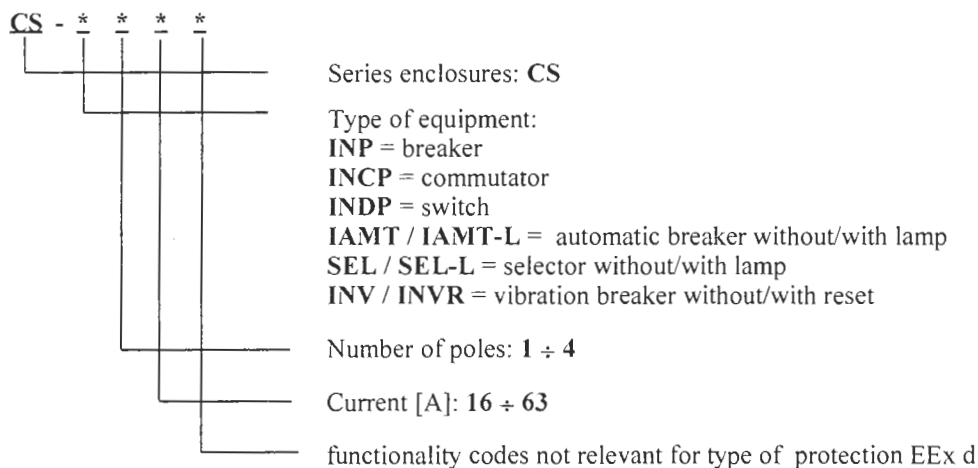 CS - * * * *
Series enclosures: CS
Type of equipment:
INP = breaker
INCP = commutator
INDP = switch
IAMT / IAMT-L = automatic breaker without/with lamp
SEL / SEL-L = selector without/with lamp
INV / INVR = vibration breaker without/with reset
Number of poles: 1 ÷ 4
Current [A]: 16 ÷ 63
functionality codes not relevant for type of protection EEx d